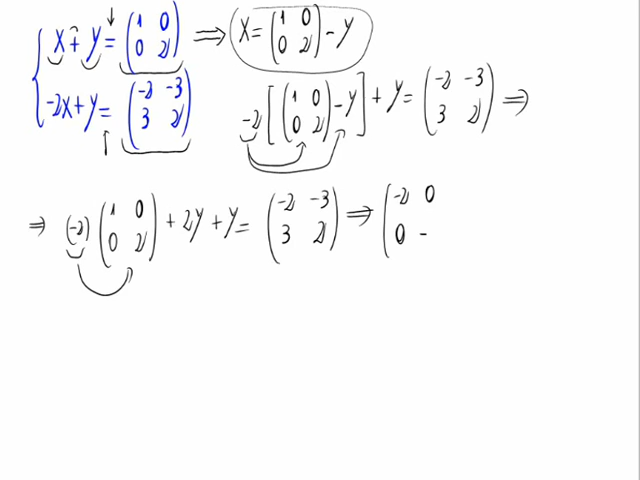 X + y = (1 0 / 0 2) ⟹ X = (1 0 / 0 2) - y
-2X + y = (-2 -3 / 3 2)
-2 [(1 0 / 0 2) - y] + y = (-2 -3 / 3 2) ⟹
⟹ (-2) (1 0 / 0 2) + 2y + y = (-2 -3 / 3 2) ⟹ (-2 0 / 0 -